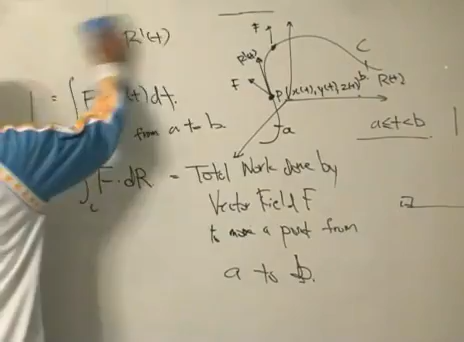 R'(t)
F
R'(t)
F
C
P(x(t), y(t), z(t))
b
R(t)
a
a≤t≤b
= ∫ F (t) dt.
from a to b
∫c F · dR = Total Work done by
Vector Field F
to move a point from
a to b.